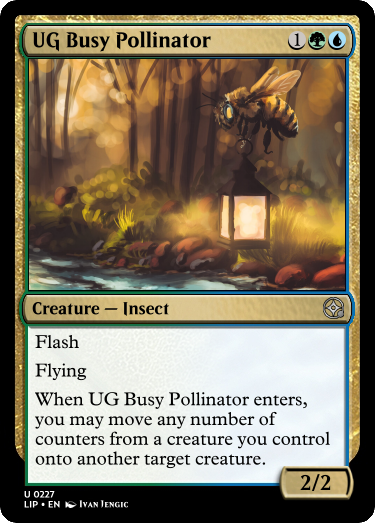 UG Busy Pollinator 1
Creature — Insect
Flash
Flying
When UG Busy Pollinator enters,
you may move any number of
counters from a creature you control
onto another target creature.
2/2
U 0227
LIP • EN Ivan Jengic